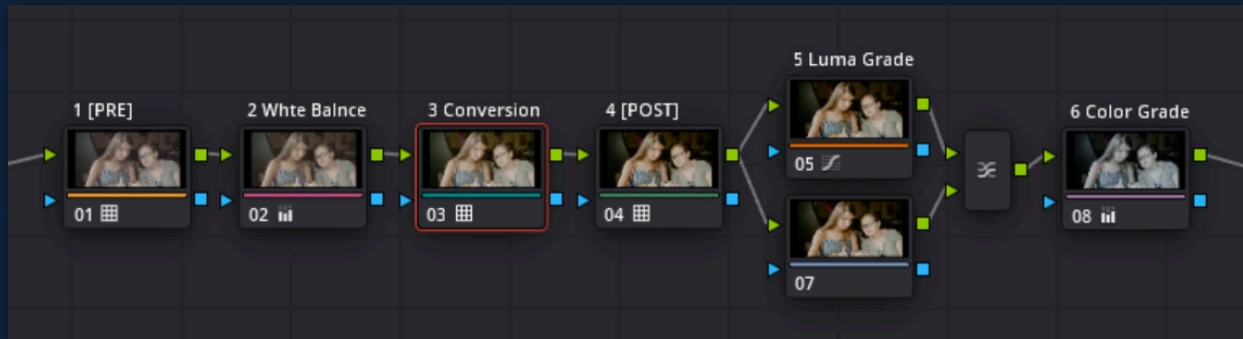 1 [PRE]
01
2 Whte Balnce
02
3 Conversion
03
4 [POST]
04
5 Luma Grade
05
07
6 Color Grade
08